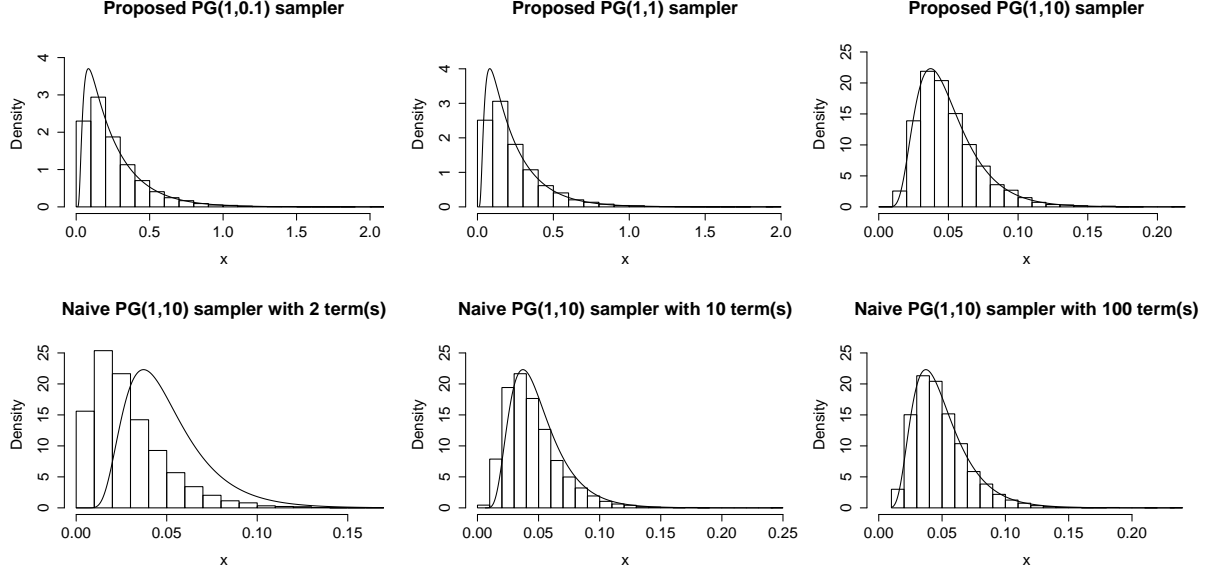 Proposed PG(1,0.1) sampler
Density
0 1 2 3 4
0.0 0.5 1.0 1.5 2.0
x
Proposed PG(1,1) sampler
Density
0 1 2 3 4
0.0 0.5 1.0 1.5 2.0
x
Proposed PG(1,10) sampler
Density
0 5 10 15 20 25
0.00 0.05 0.10 0.15 0.20
x
Naive PG(1,10) sampler with 2 term(s)
Density
0 5 10 15 20 25
0.00 0.05 0.10 0.15
x
Naive PG(1,10) sampler with 10 term(s)
Density
0 5 10 15 20 25
0.00 0.05 0.10 0.15 0.20 0.25
x
Naive PG(1,10) sampler with 100 term(s)
Density
0 5 10 15 20 25
0.00 0.05 0.10 0.15 0.20
x